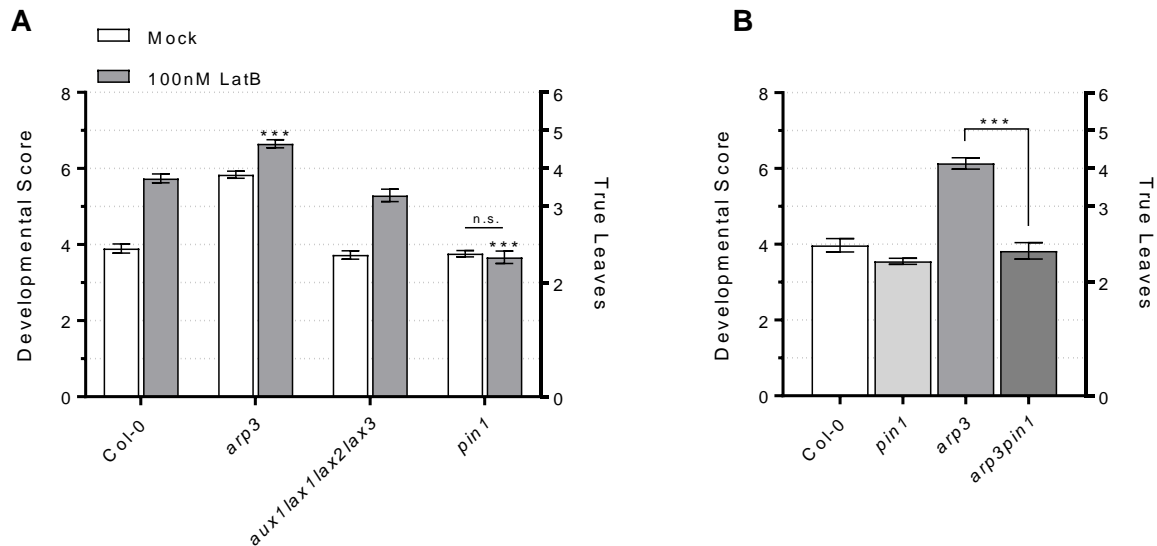 A
Mock
100nM LatB
Developmental Score
8
6
4
2
0
***
n.s.
***
6
5
4
3
2
0
True Leaves
Col-0
arp3
aux1lax1lax2lax3
pin1
B
Developmental Score
8
6
4
2
0
***
6
5
4
3
2
0
True Leaves
Col-0
pin1
arp3
arp3pin1